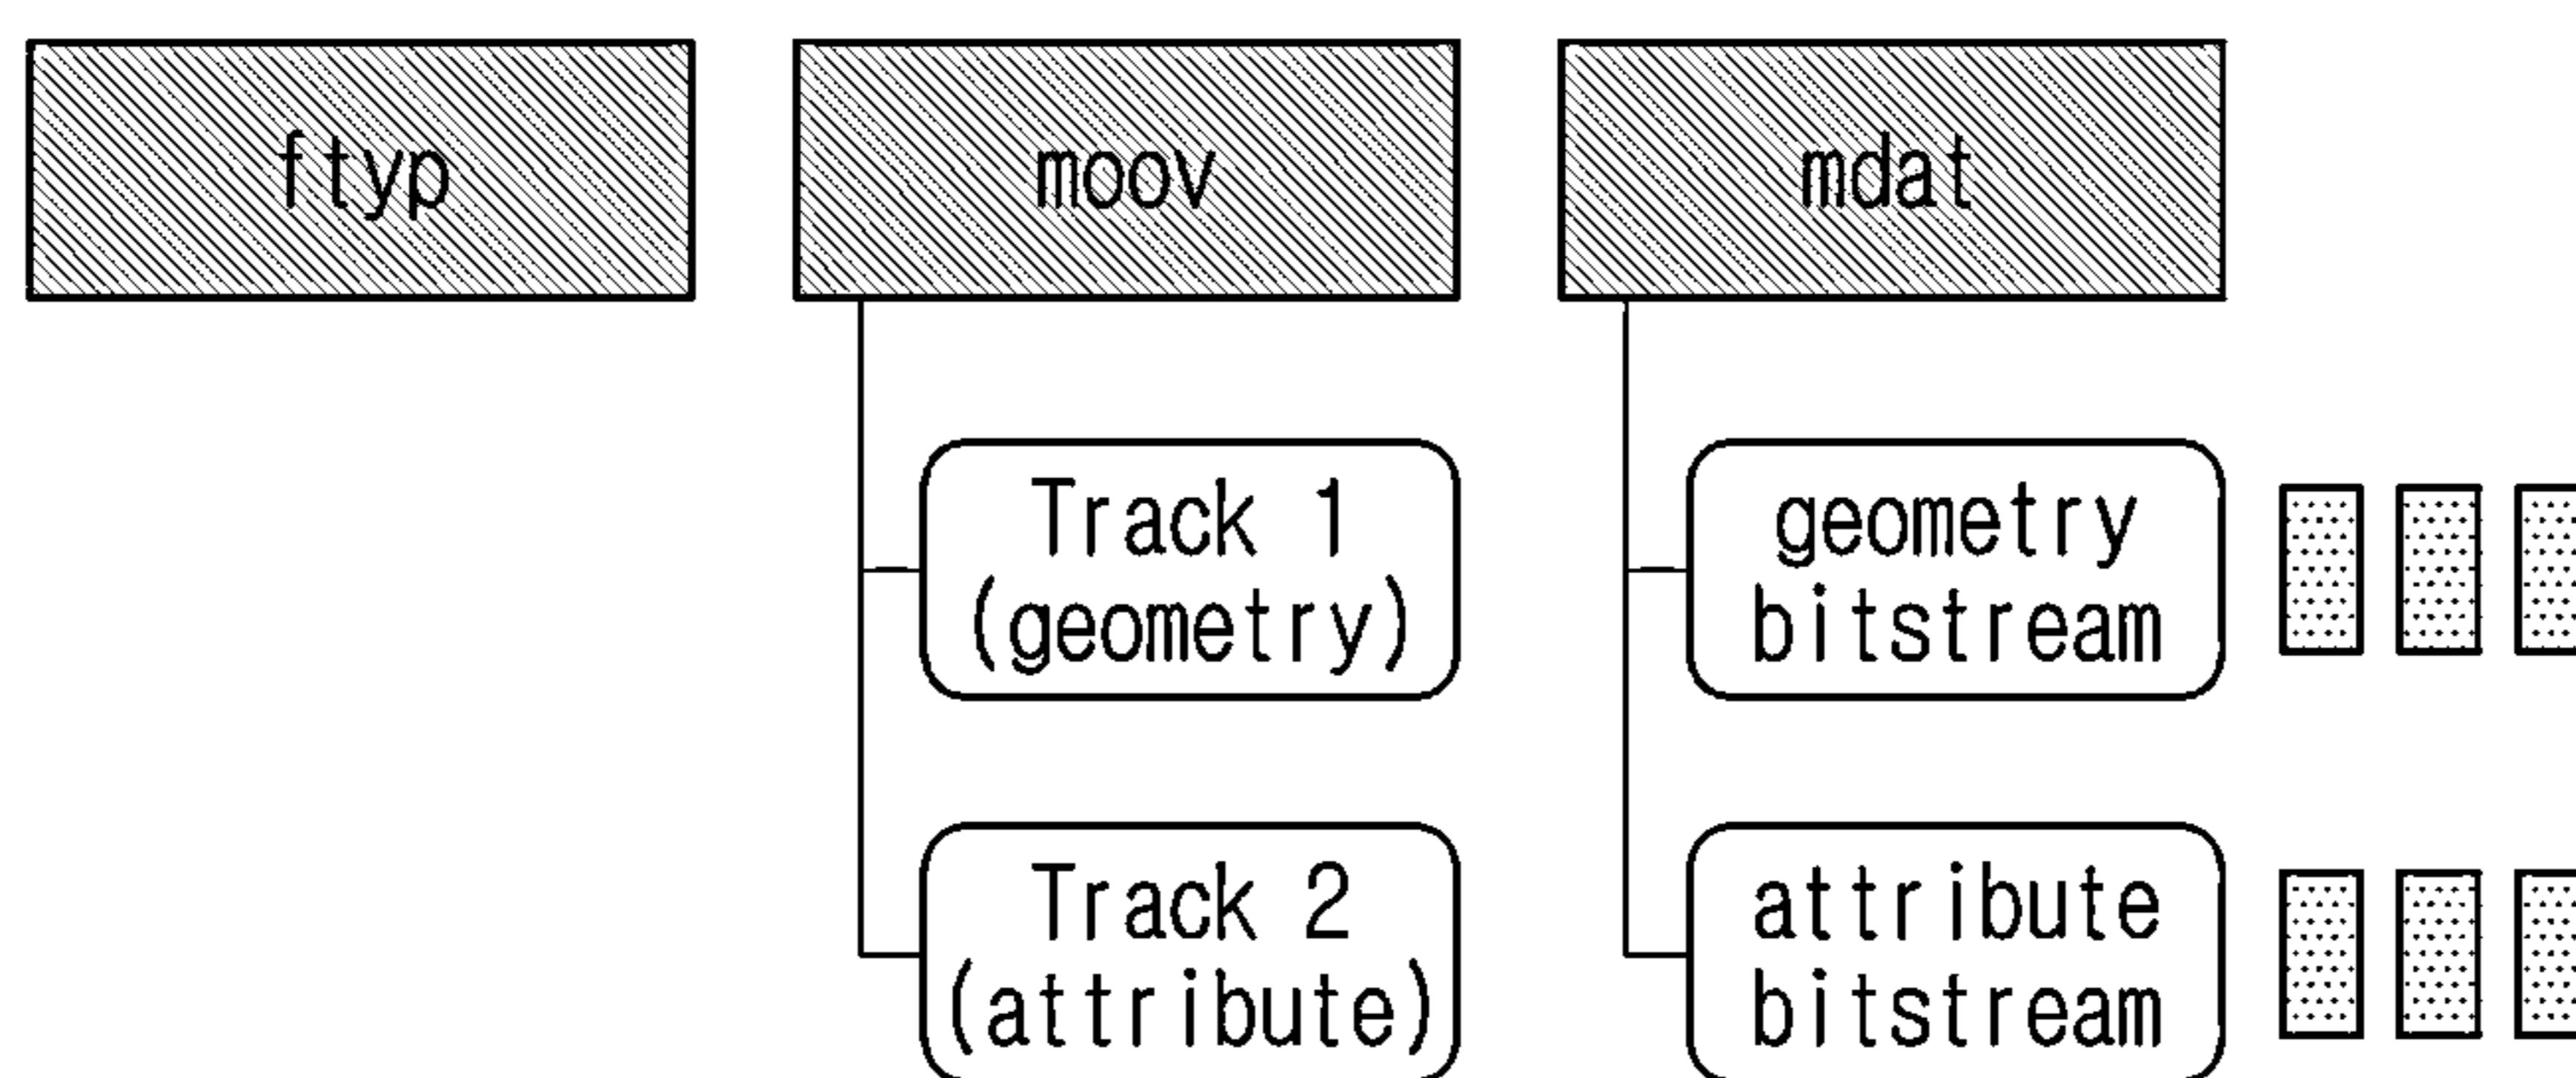 ftyp
moov
mdat
Track 1
(geometry)
geometry
bitstream
Track 2
(attribute)
attribute
bitstream